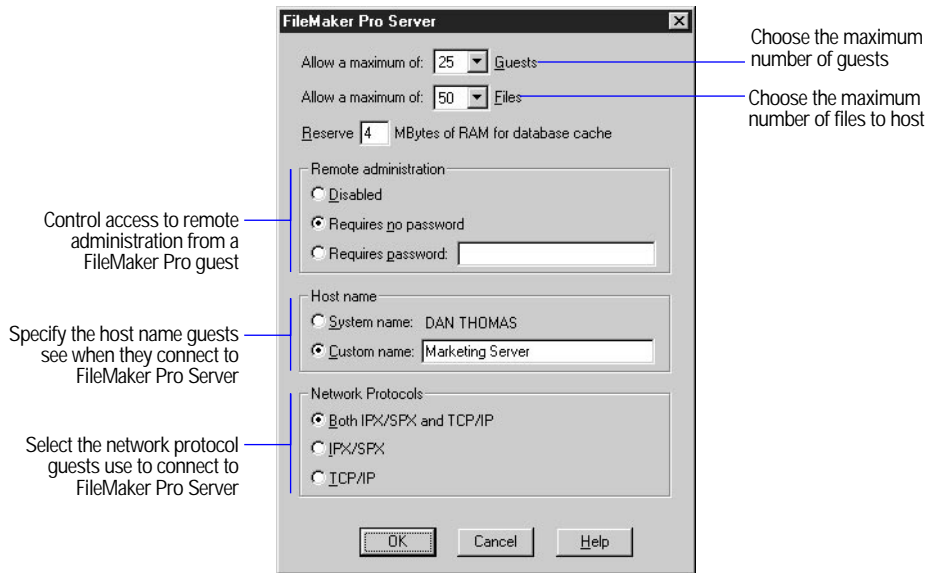 FileMaker Pro Server
Allow a maximum of: 25 Guests
Allow a maximum of: 50 Files
Reserve 4 MBytes of RAM for database cache
Remote administration
Disabled
Requires no password
Requires password:
Host name
System name: DAN THOMAS
Custom name: Marketing Server
Network Protocols
Both IPX/SPX and TCP/IP
IPX/SPX
TCP/IP
OK Cancel Help
Choose the maximum
number of guests
Choose the maximum
number of files to host
Control access to remote
administration from a
FileMaker Pro guest
Specify the host name guests
see when they connect to
FileMaker Pro Server
Select the network protocol
guests use to connect to
FileMaker Pro Server